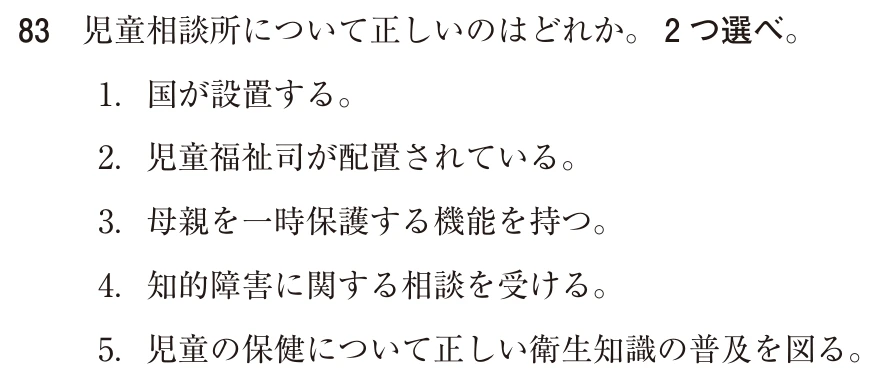 83 児童相談所について正しいのはどれか。2つ選べ。
1. 国が設置する。
2. 児童福祉司が配置されている。
3. 母親を一時保護する機能を持つ。
4. 知的障害に関する相談を受ける。
5. 児童の保健について正しい衛生知識の普及を図る。